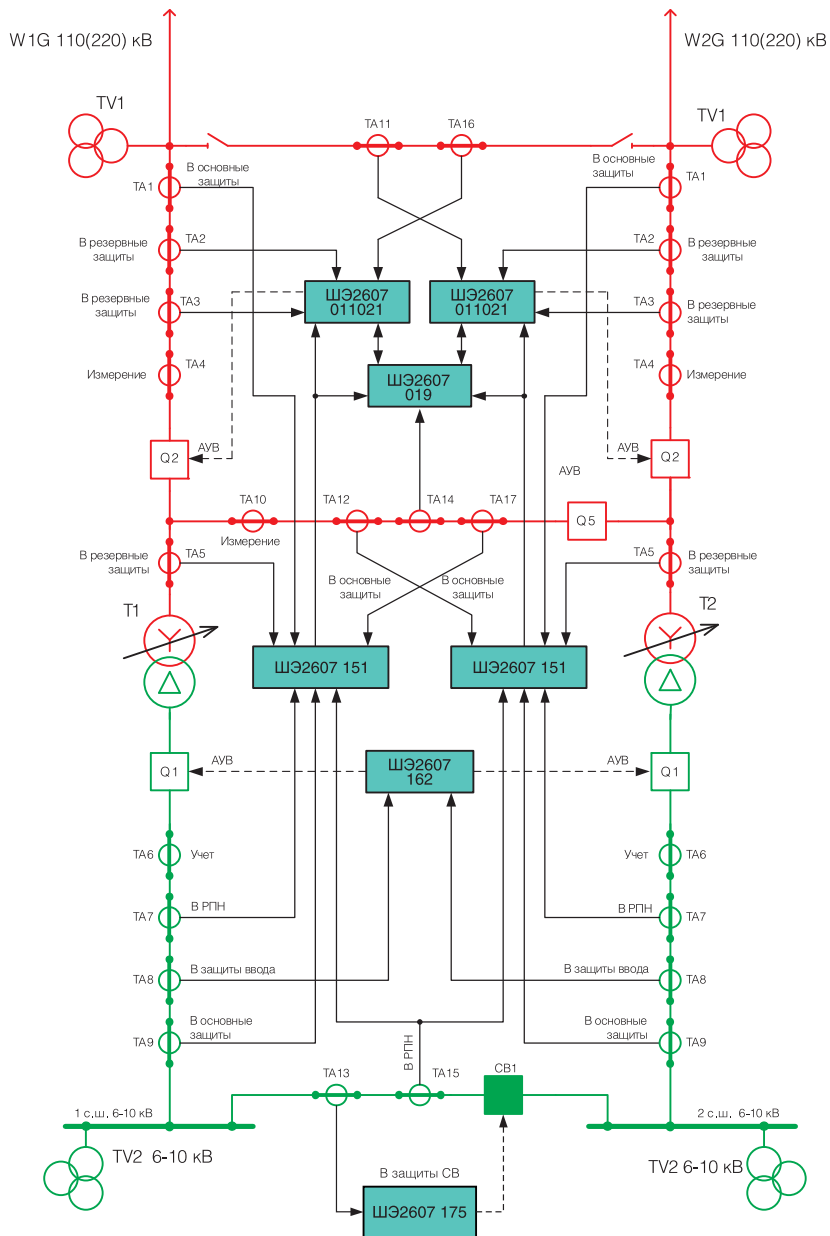 W1G 110(220) кВ
W2G 110(220) кВ
TV1
TA11
TA16
TV1
В основные
защиты
В основные
защиты
TA1
TA1
В резервные
защиты
TA2
TA2
В резервные
защиты
ШЭ2607
011021
ШЭ2607
011021
В резервные
защиты
TA3
TA3
В резервные
защиты
Измерение
TA4
TA4
Измерение
ШЭ2607
019
Q2
АУВ
АУВ
Q2
АУВ
TA10
TA12
TA14
TA17
Измерение
Q5
В резервные
защиты
TA5
TA5
В резервные
защиты
В основные
защиты
В основные
защиты
T1
T2
ШЭ2607 151
ШЭ2607 151
Q1
АУВ
ШЭ2607
162
АУВ
Q1
TA6
Учет
Учет
TA6
TA7
В РПН
В РПН
TA7
TA8
В защиты ввода
В защиты ввода
TA8
TA9
В основные
защиты
В основные
защиты
TA9
В РПН
TA13
TA15
СВ1
1 с.ш. 6-10 кВ
2 с.ш. 6-10 кВ
TV2 6-10 кВ
TV2 6-10 кВ
В защиты СВ
ШЭ2607 175